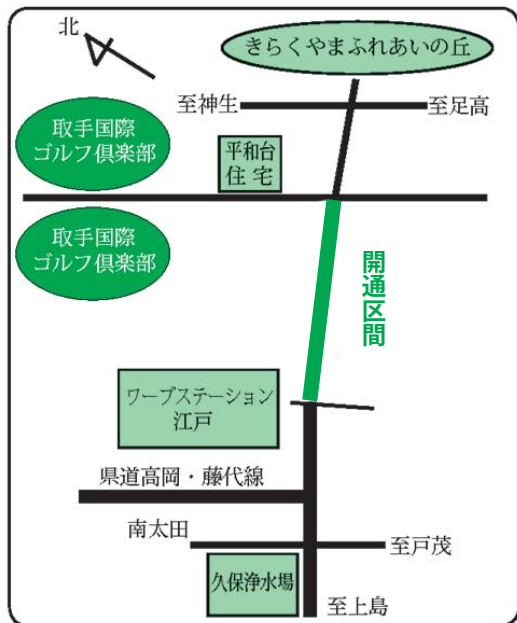 北
きらくやまふれあいの丘
至神生
至足高
取手国際
ゴルフ倶楽部
平和台
住宅
取手国際
ゴルフ倶楽部
開通区間
ワープステーション
江戸
県道高岡・藤代線
南太田
至戸茂
久保浄水場
至上島